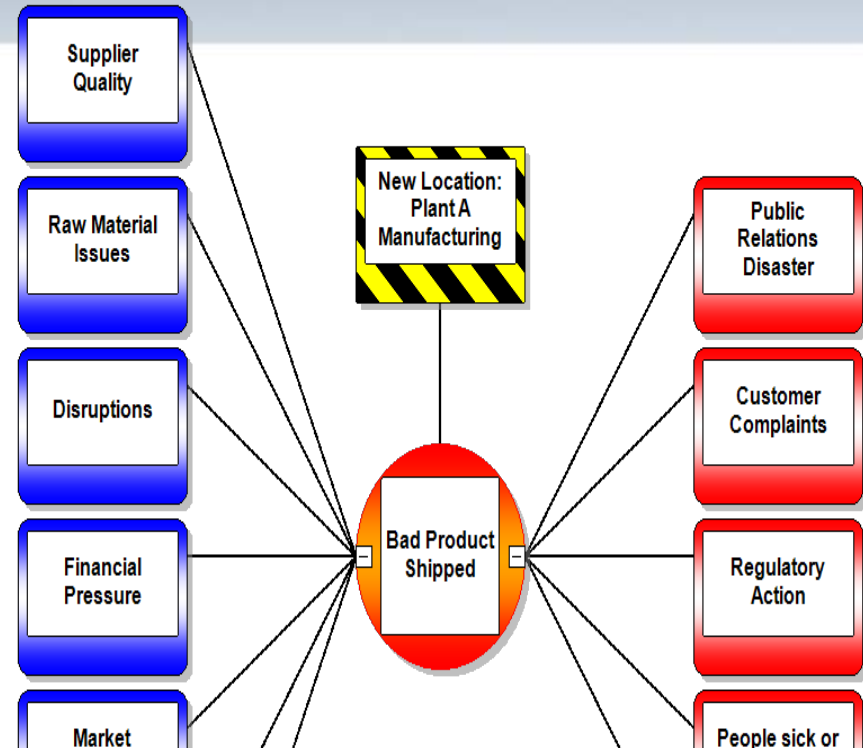 Supplier
Quality
Raw Material
Issues
Disruptions
Financial
Pressure
Market
New Location:
Plant A
Manufacturing
Bad Product
Shipped
Public
Relations
Disaster
Customer
Complaints
Regulatory
Action
People sick or